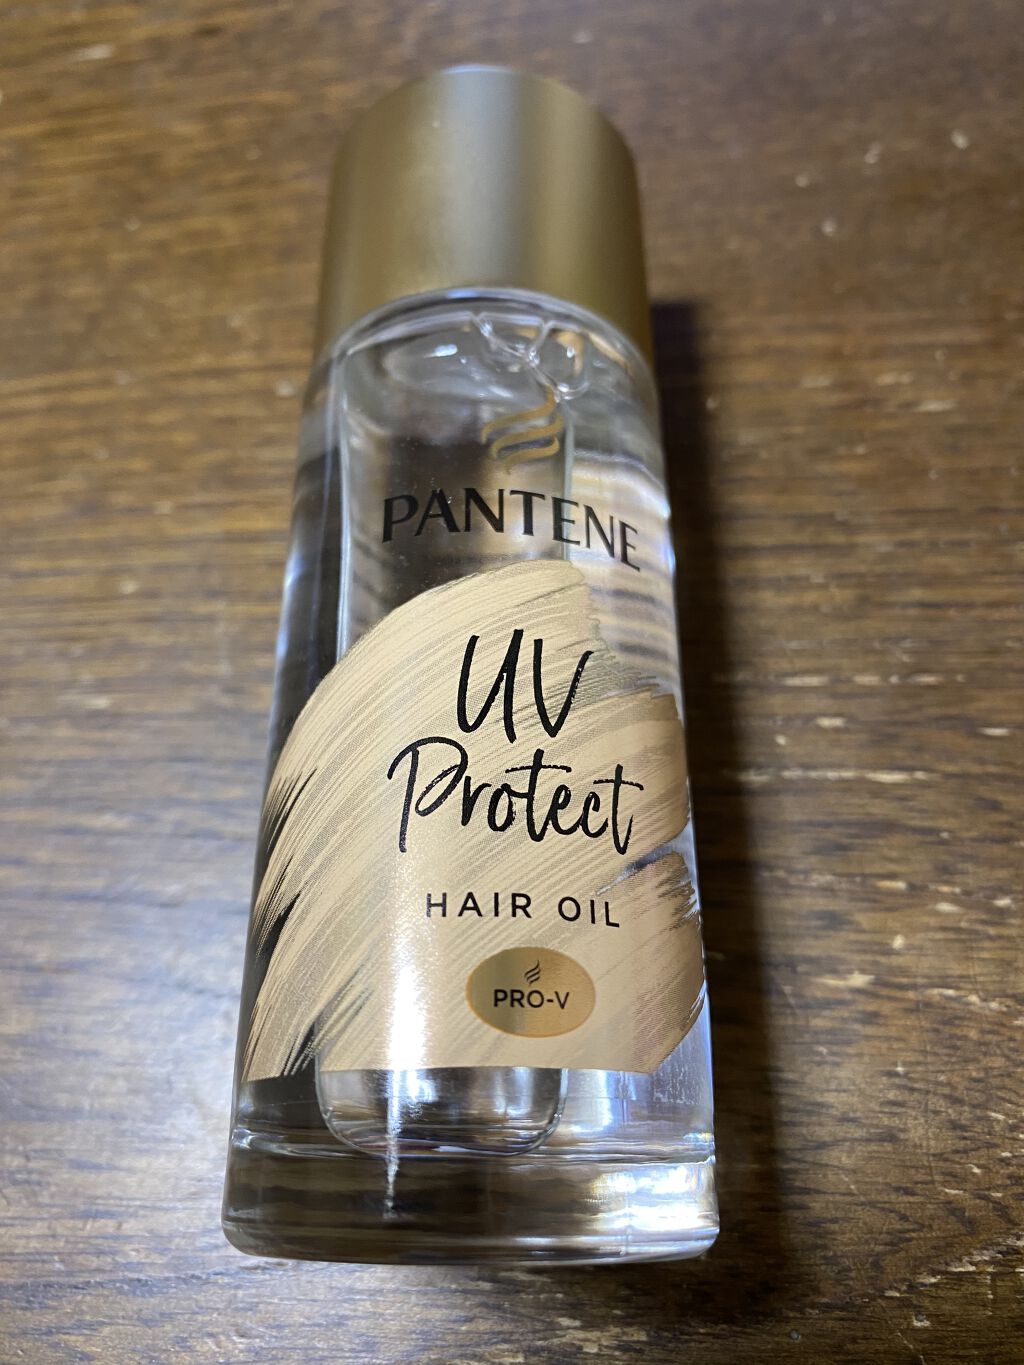 PANTENE
UV
Protect
HAIR OIL
PRO-V